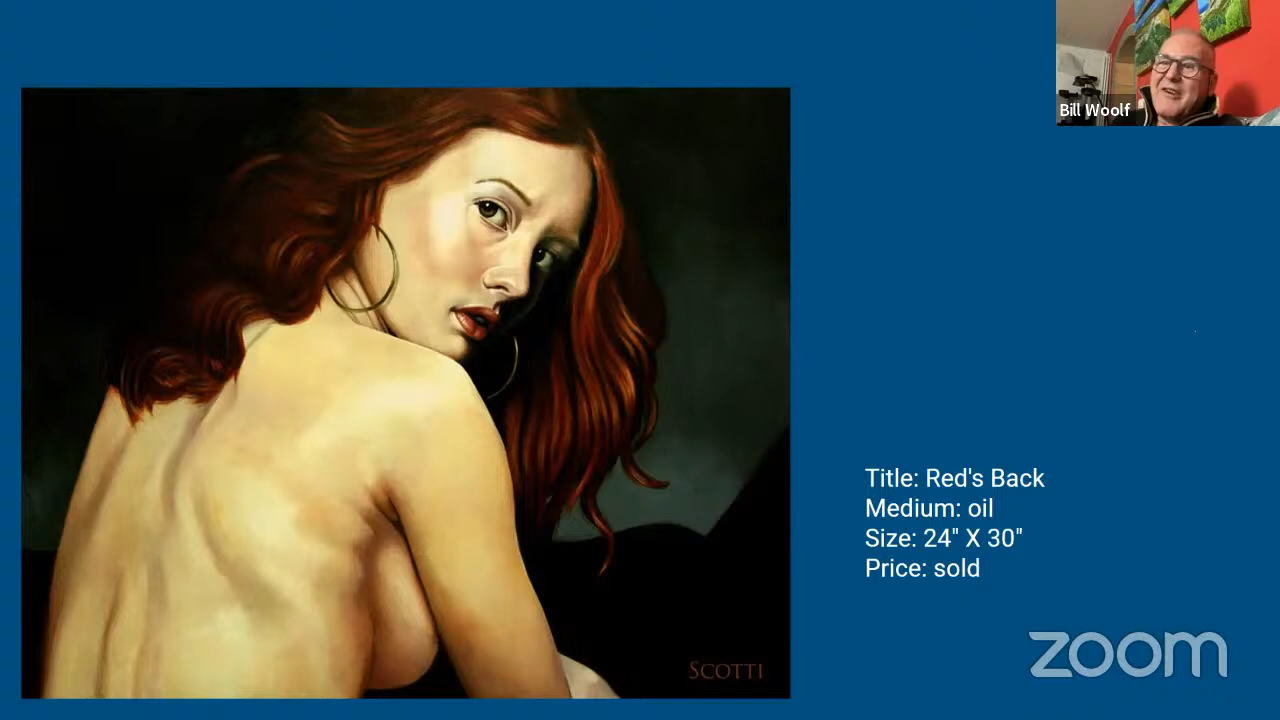 Bill Woolf
Title: Red's Back
Medium: oil
Size: 24" X 30"
Price: sold
SCOTTI
zoom